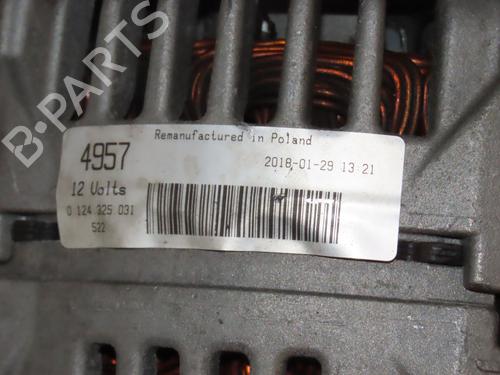 B-PARTS
Remanufactured in Poland
4957
2018-01-29 13:21
12 Volts
0 124 325 031
522